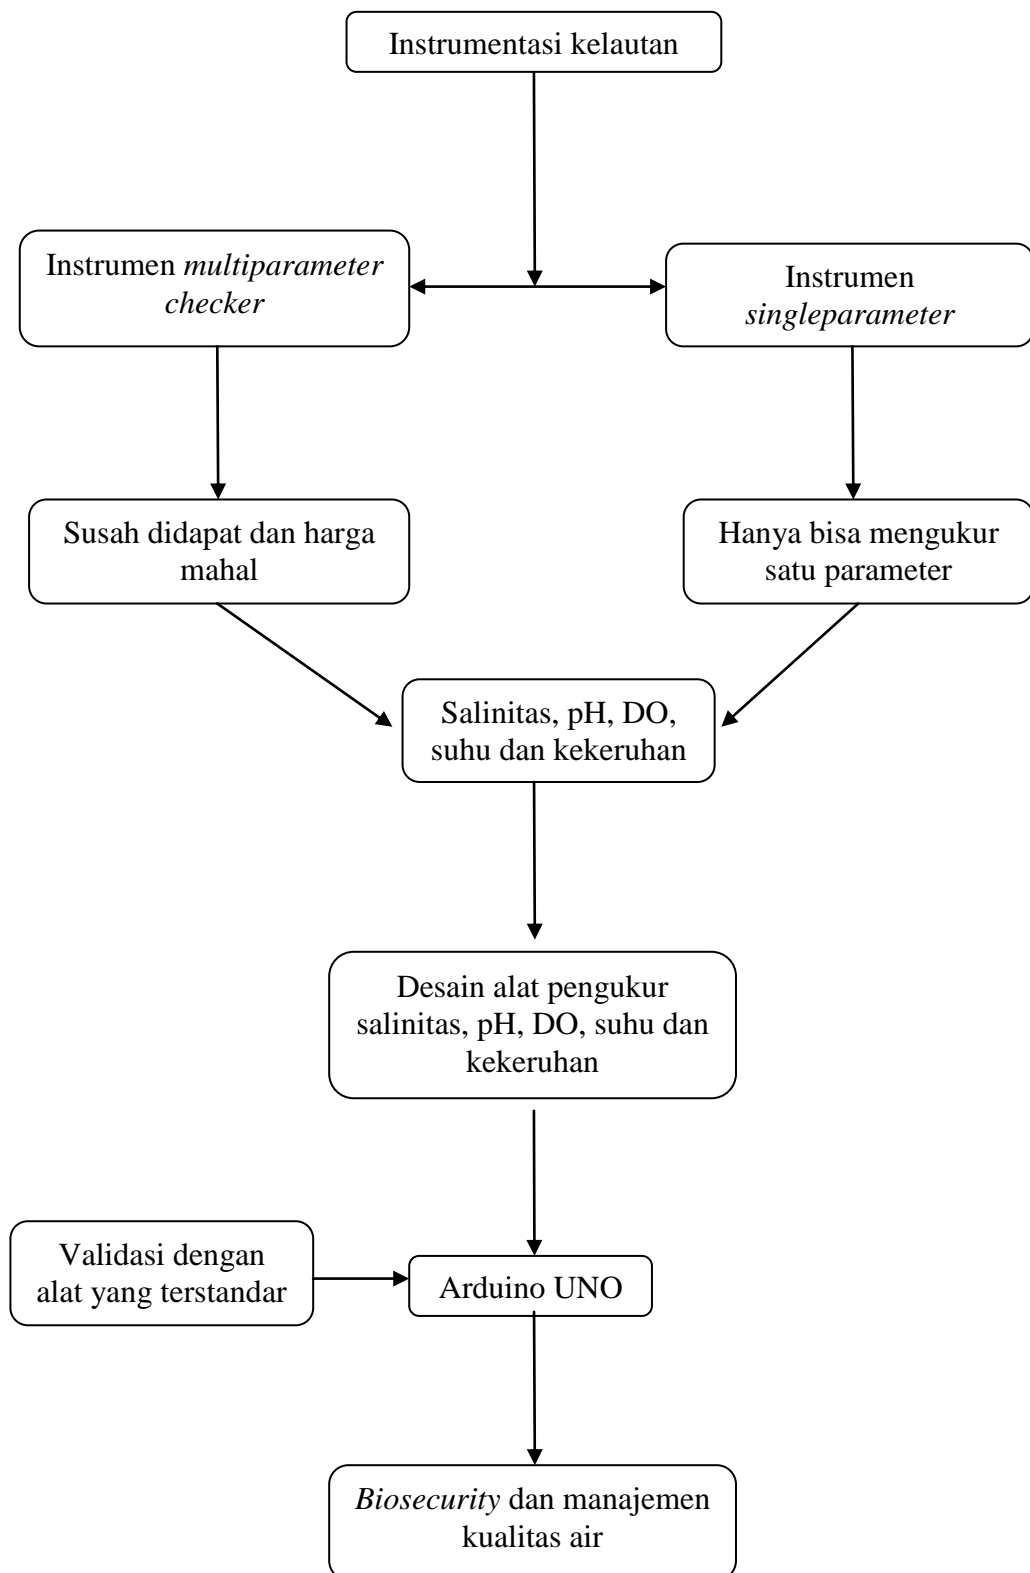 Instrumentasi kelautan
Instrumen multiparameter
checker
Instrumen
singleparameter
Susah didapat dan harga
mahal
Hanya bisa mengukur
satu parameter
Salinitas, pH, DO,
suhu dan kekeruhan
Desain alat pengukur
salinitas, pH, DO, suhu dan
kekeruhan
Validasi dengan
alat yang terstandar
Arduino UNO
Biosecurity dan manajemen
kualitas air